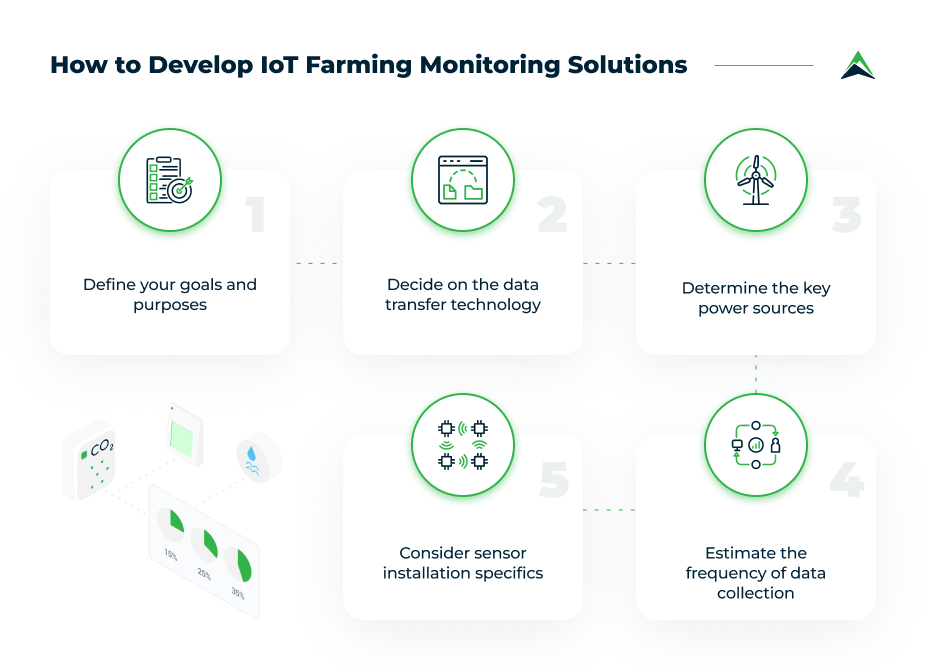 How to Develop IoT Farming Monitoring Solutions
1
Define your goals and
purposes
2
Decide on the data
transfer technology
3
Determine the key
power sources
4
Estimate the
frequency of data
collection
5
Consider sensor
installation specifics
CO₂
15%
25%
35%